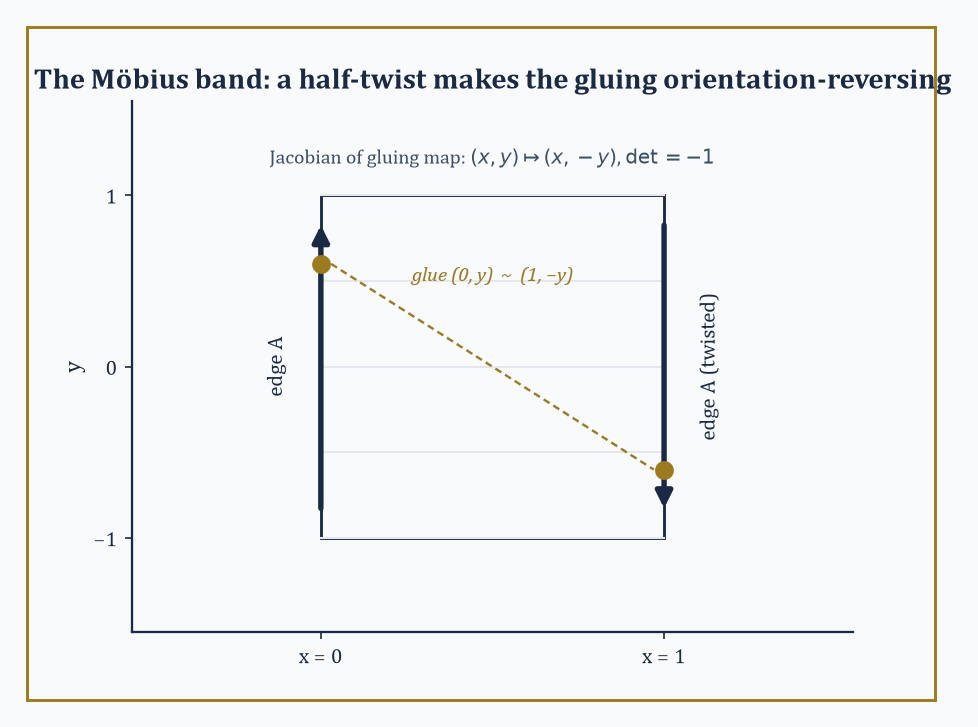 The Möbius band: a half-twist makes the gluing orientation-reversing
Jacobian of gluing map: (x, y) ↦ (x, −y), det = −1
1
glue (0, y) ~ (1, −y)
edge A
edge A (twisted)
y
0
−1
x = 0
x = 1